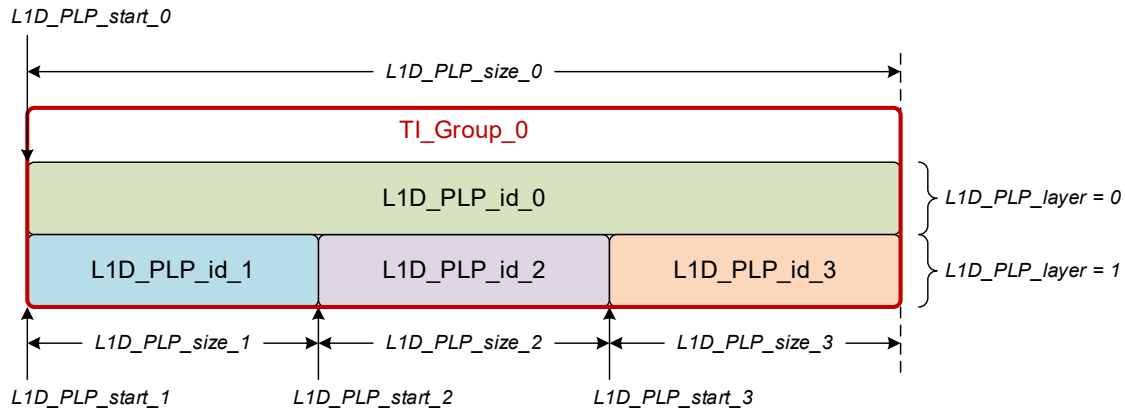 L1D_PLP_start_0
L1D_PLP_size_0
TI_Group_0
L1D_PLP_id_0
L1D_PLP_layer = 0
L1D_PLP_id_1 L1D_PLP_id_2 L1D_PLP_id_3
L1D_PLP_layer = 1
L1D_PLP_size_1 L1D_PLP_size_2 L1D_PLP_size_3
L1D_PLP_start_1 L1D_PLP_start_2 L1D_PLP_start_3